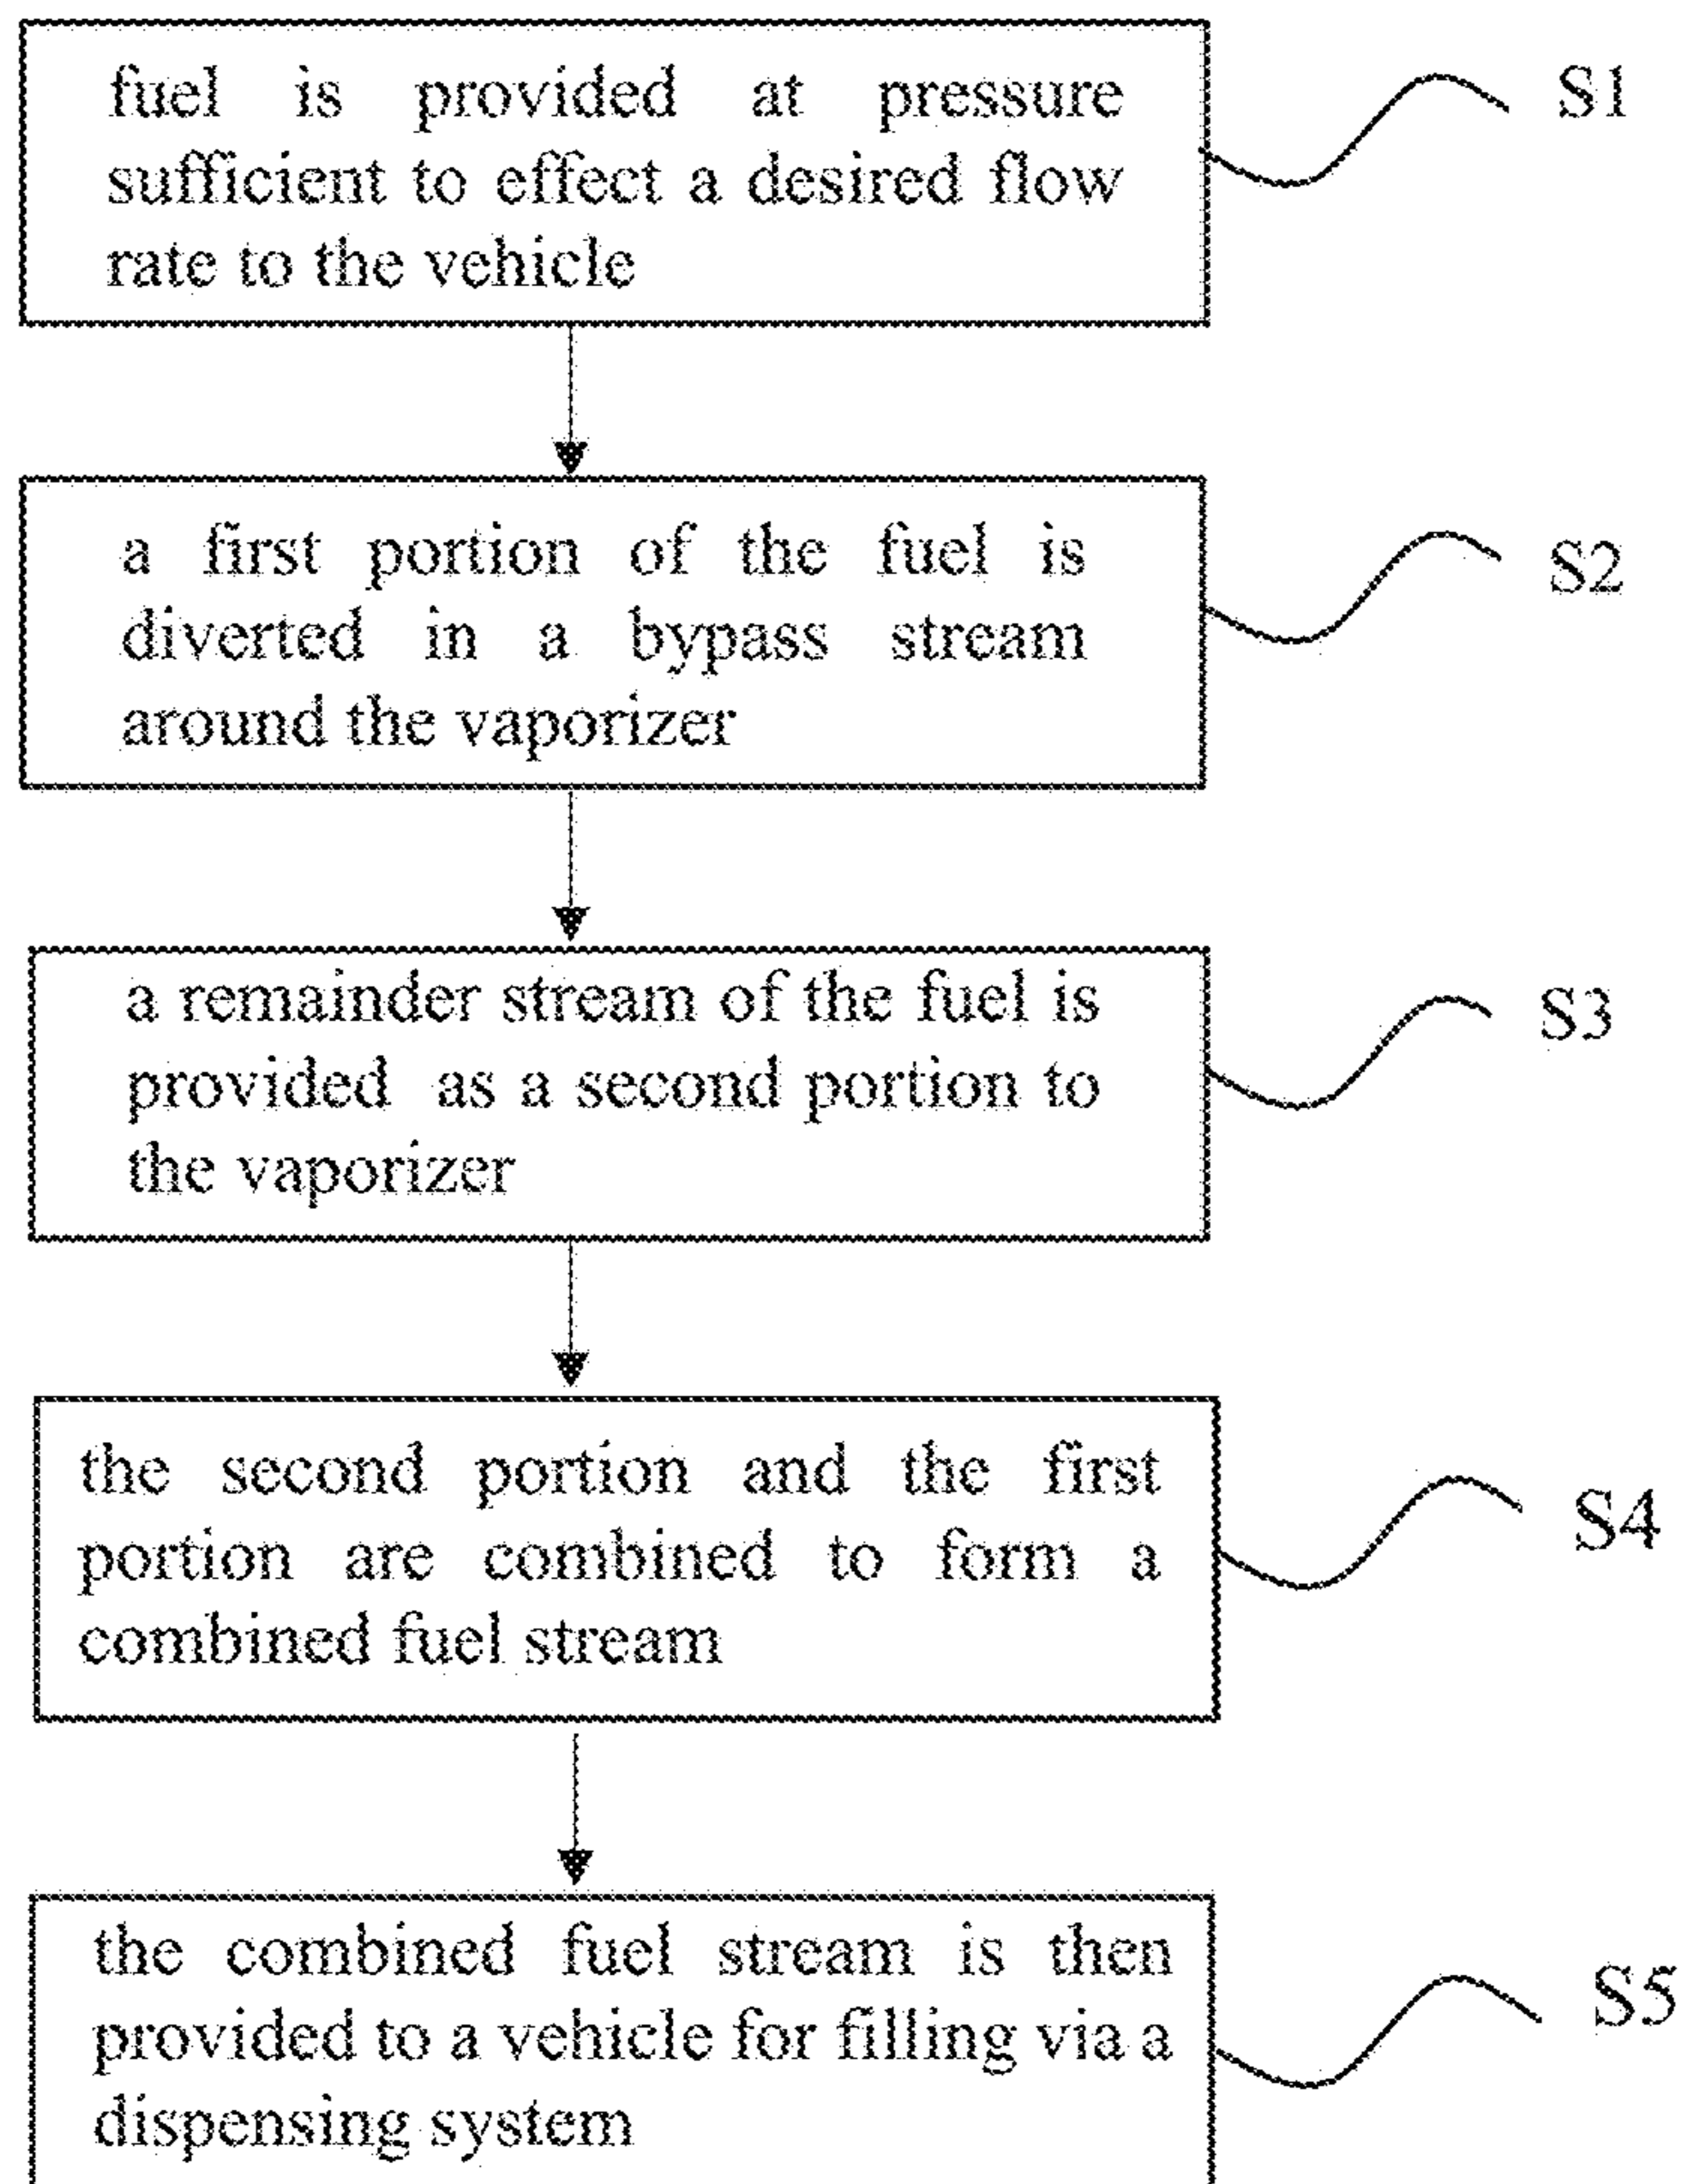 fuel is provided at pressure
sufficient to effect a desired flow
rate to the vehicle
S1
a first portion of the fuel is
diverted in a bypass stream
around the vaporizer
S2
a remainder stream of the fuel is
provided as a second portion to
the vaporizer
S3
the second portion and the first
portion are combined to form a
combined fuel stream
S4
the combined fuel stream is then
provided to a vehicle for filling via a
dispensing system
S5